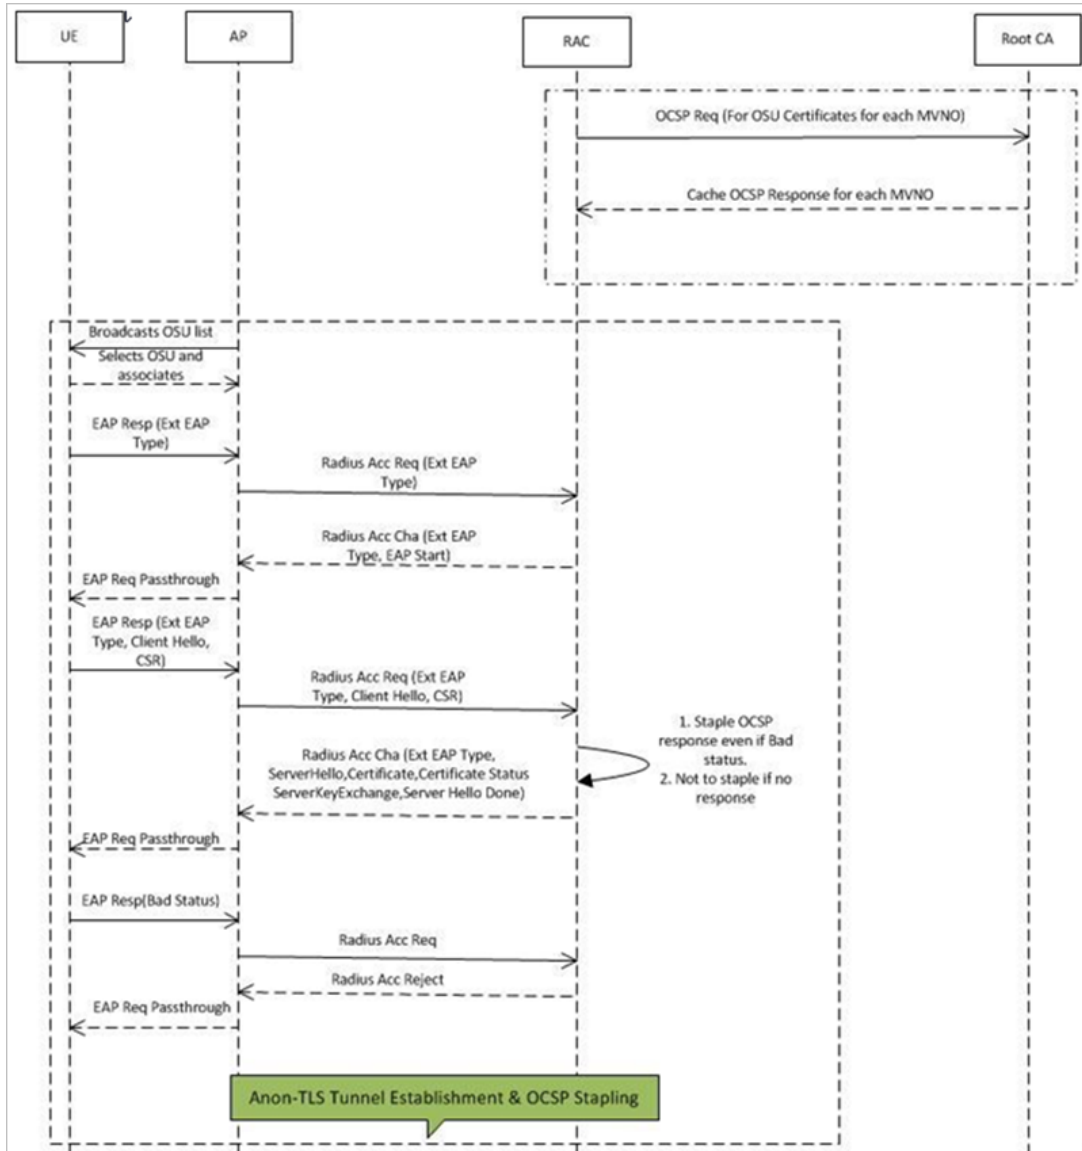 UE
AP
RAC
Root CA
OCSP Req (For OSU Certificates for each MVNO)
Cache OCSP Response for each MVNO
Broadcasts OSU list
Selects OSU and
associates
EAP Resp (Ext EAP
Type)
Radius Acc Req (Ext EAP
Type)
Radius Acc Cha (Ext EAP
Type, EAP Start)
EAP Req Passthrough
EAP Resp (Ext EAP
Type, Client Hello,
CSR)
Radius Acc Req (Ext EAP
Type, Client Hello, CSR)
1. Staple OCSP
response even if Bad
status.
2. Not to staple if no
response
Radius Acc Cha (Ext EAP Type,
ServerHello,Certificate,Certificate Status
ServerKeyExchange,Server Hello Done)
EAP Req Passthrough
EAP Resp(Bad Status)
Radius Acc Req
Radius Acc Reject
EAP Req Passthrough
Anon-TLS Tunnel Establishment & OCSP Stapling